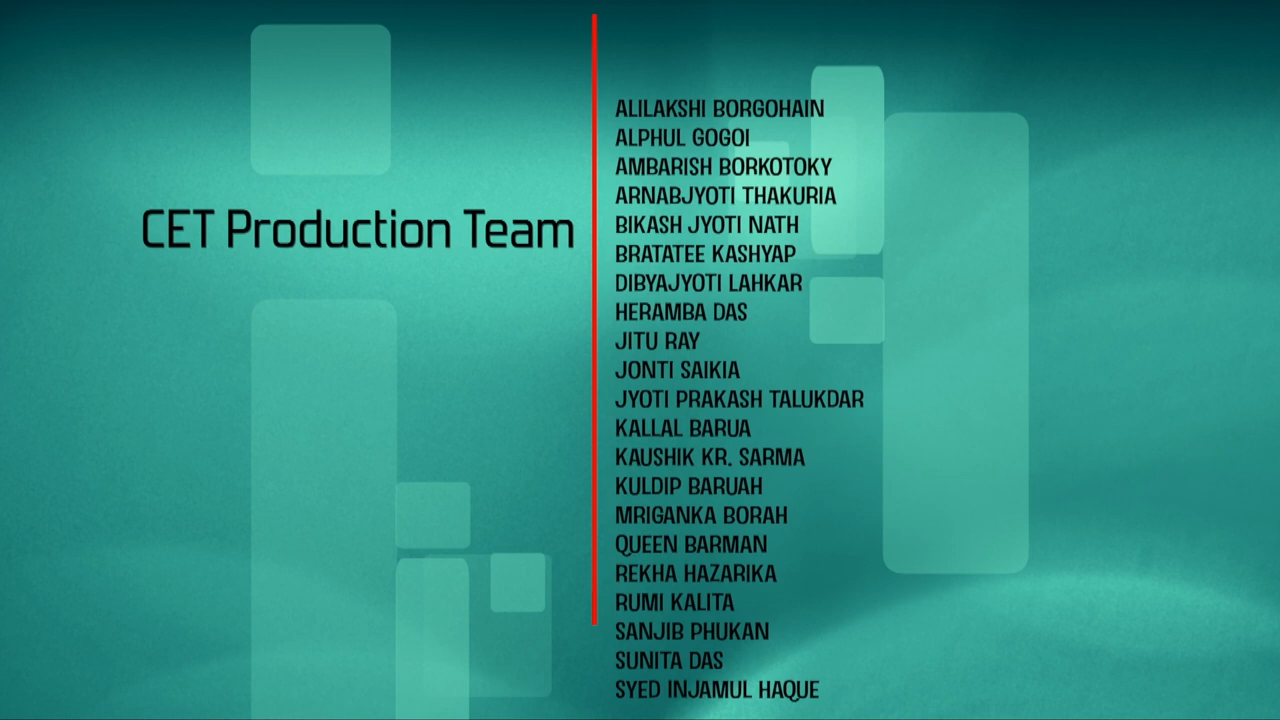 CET Production Team
ALILAKSHI BORGOHAIN
ALPHUL GOGOI
AMBARISH BORKOTOKY
ARNABJYOTI THAKURIA
BIKASH JYOTI NATH
BRATATEE KASHYAP
DIBYAJYOTI LAHKAR
HERAMBA DAS
JITU RAY
JONTI SAIKIA
JYOTI PRAKASH TALUKDAR
KALLAL BARUA
KAUSHIK KR. SARMA
KULDIP BARUAH
MRIGANKA BORAH
QUEEN BARMAN
REKHA HAZARIKA
RUMI KALITA
SANJIB PHUKAN
SUNITA DAS
SYED INJAMUL HAQUE